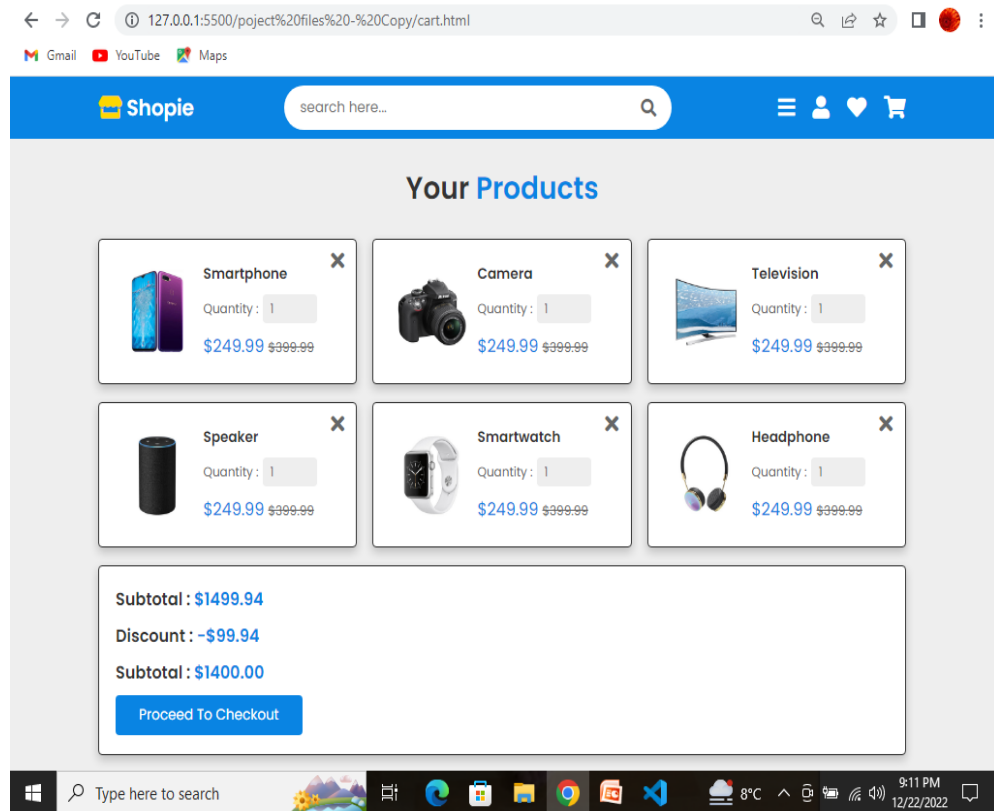 127.0.0.1:5500/poject%20files%20-%20Copy/cart.html
Gmail YouTube Maps
Shopie search here...
Your Products
Smartphone
Quantity : 1
$249.99 $399.99
Camera
Quantity : 1
$249.99 $399.99
Television
Quantity : 1
$249.99 $399.99
Speaker
Quantity : 1
$249.99 $399.99
Smartwatch
Quantity : 1
$249.99 $399.99
Headphone
Quantity : 1
$249.99 $399.99
Subtotal : $1499.94
Discount : -$99.94
Subtotal : $1400.00
Proceed To Checkout
Type here to search
8°C
9:11 PM
12/22/2022